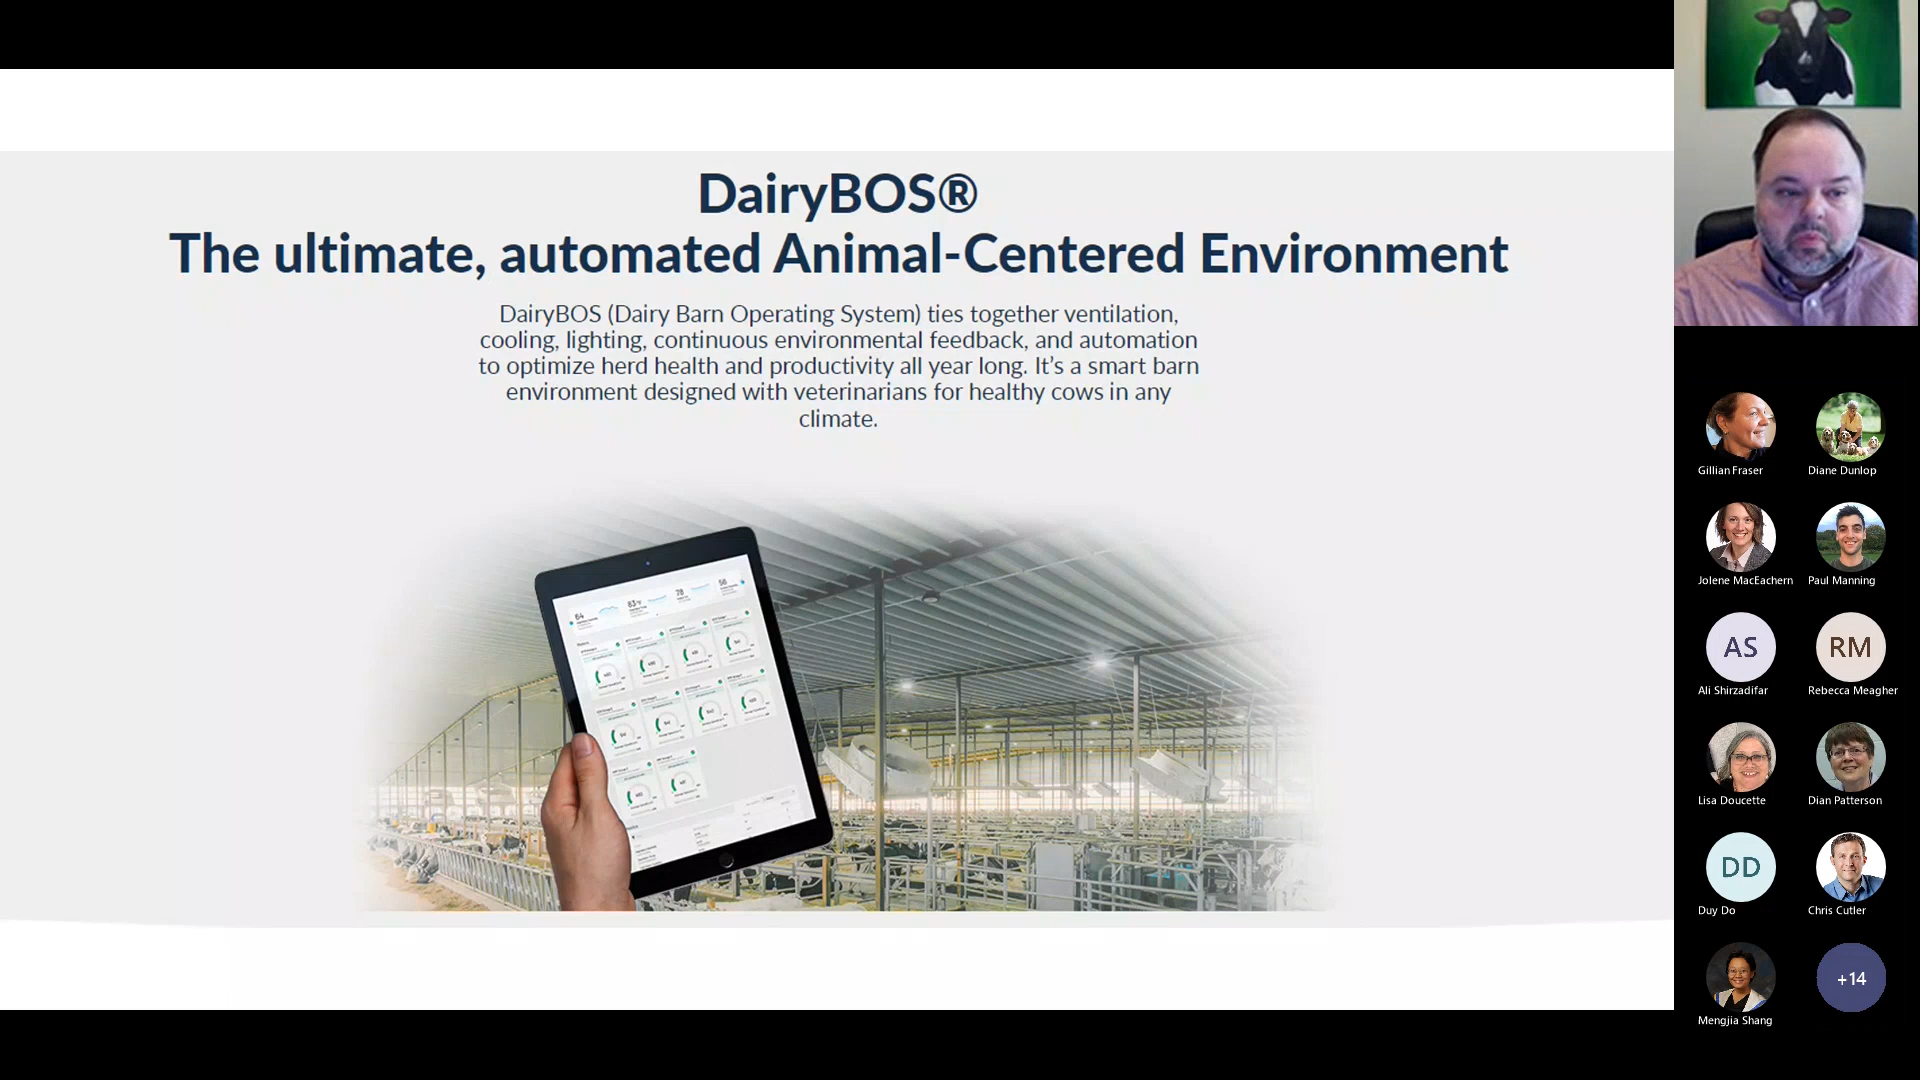 DairyBOS®
The ultimate, automated Animal-Centered Environment
DairyBOS (Dairy Barn Operating System) ties together ventilation,
cooling, lighting, continuous environmental feedback, and automation
to optimize herd health and productivity all year long. It’s a smart barn
environment designed with veterinarians for healthy cows in any
climate.
Gillian Fraser
Diane Dunlop
Jolene MacEachern
Paul Manning
AS
RM
Ali Shirzadifar
Rebecca Meagher
Lisa Doucette
Dian Patterson
DD
Duy Do
Chris Cutler
+14
Mengjia Shang